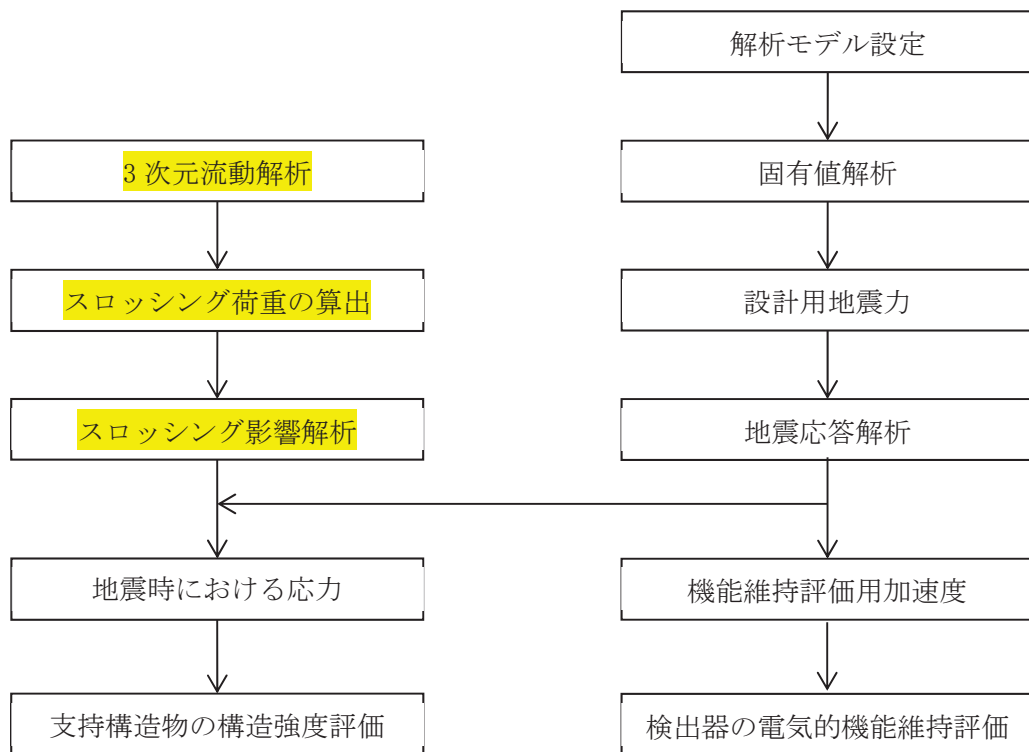 解析モデル設定
3 次元流動解析
固有値解析
スロッシング荷重の算出
設計用地震力
スロッシング影響解析
地震応答解析
地震時における応力
機能維持評価用加速度
支持構造物の構造強度評価
検出器の電気的機能維持評価